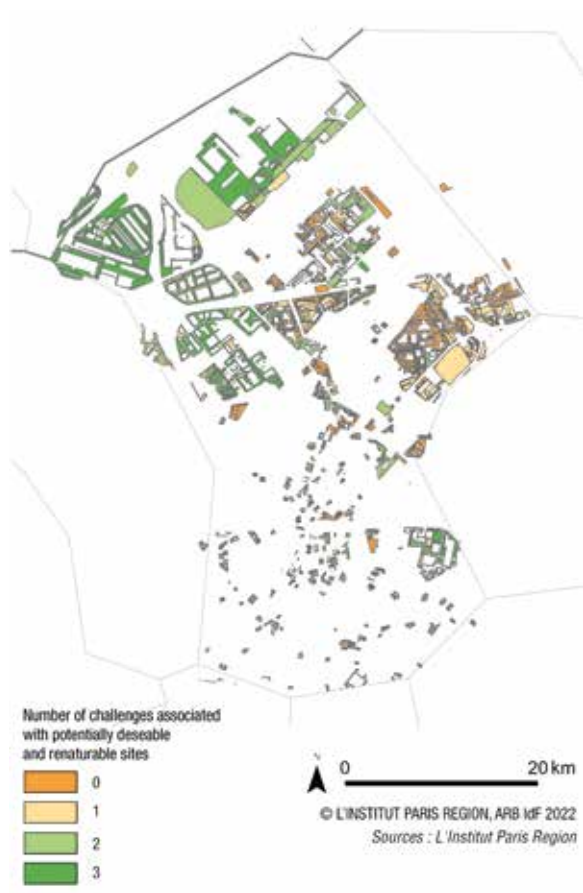 Number of challenges associated
with potentially deseable
and renaturable sites
0
1
2
3
N
0 20 km
© L'INSTITUT PARIS REGION, ARB IdF 2022
Sources : L'Institut Paris Region